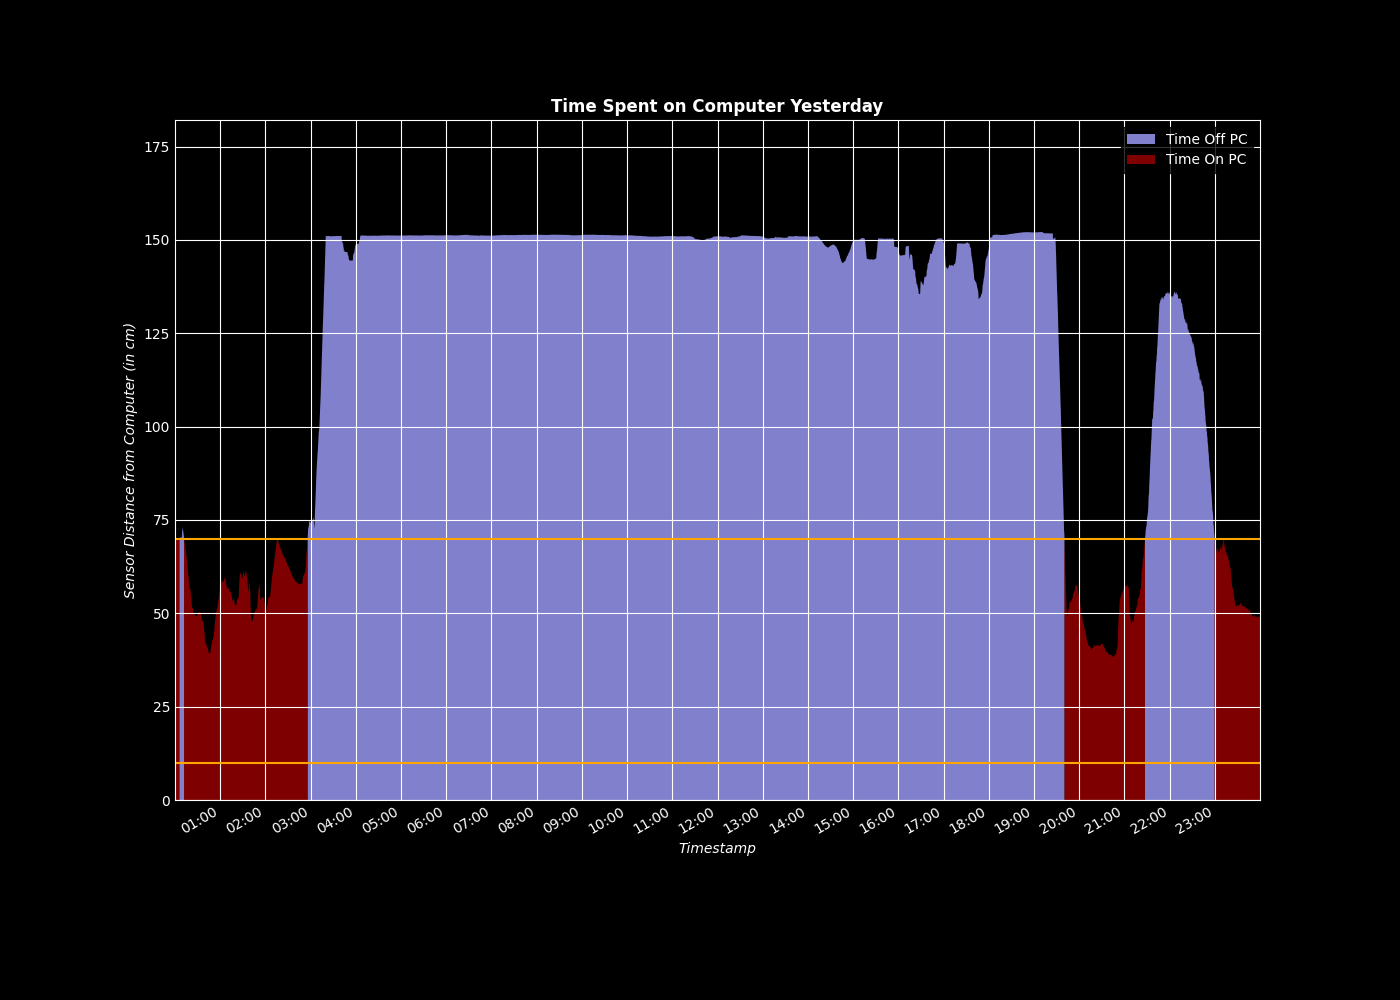 Time Spent on Computer Yesterday
Time Off PC
Time On PC
Sensor Distance from Computer (in cm)
175
150
125
100
75
50
25
0
01:00 02:00 03:00 04:00 05:00 06:00 07:00 08:00 09:00 10:00 11:00 12:00 13:00 14:00 15:00 16:00 17:00 18:00 19:00 20:00 21:00 22:00 23:00
Timestamp